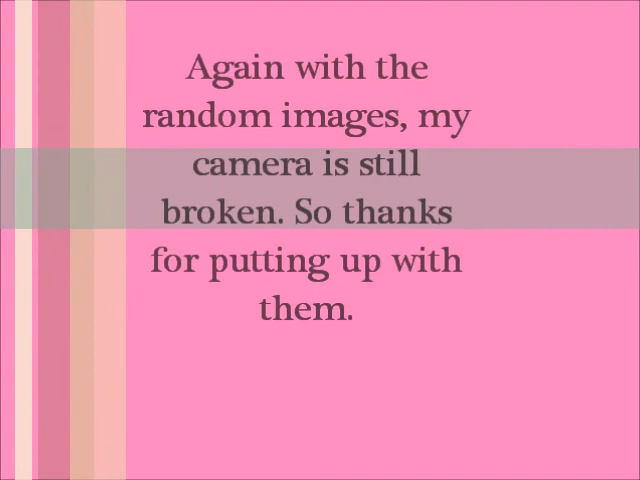 Again with the
random images, my
camera is still
broken. So thanks
for putting up with
them.